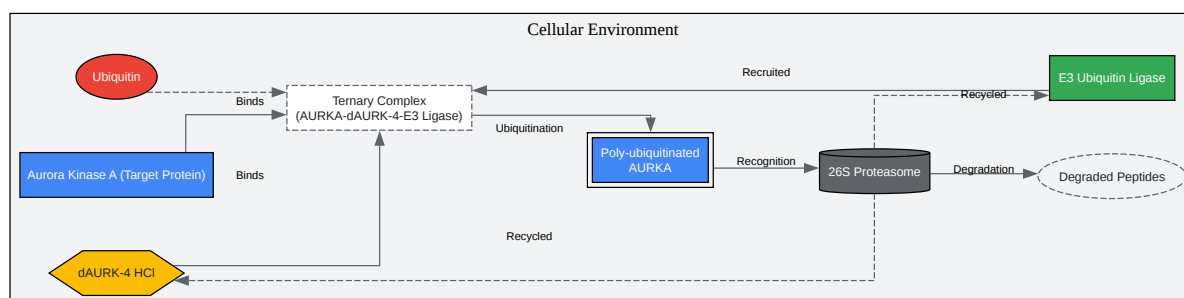 Cellular Environment
Ubiquitin
Recruited
E3 Ubiquitin Ligase
Binds
Ternary Complex
(AURKA-dAURK-4-E3 Ligase)
Recycled
Ubiquitination
Poly-ubiquitinated
AURKA
Recognition
26S Proteasome
Degradation
Degraded Peptides
Aurora Kinase A (Target Protein)
Binds
Recycled
dAURK-4 HCl